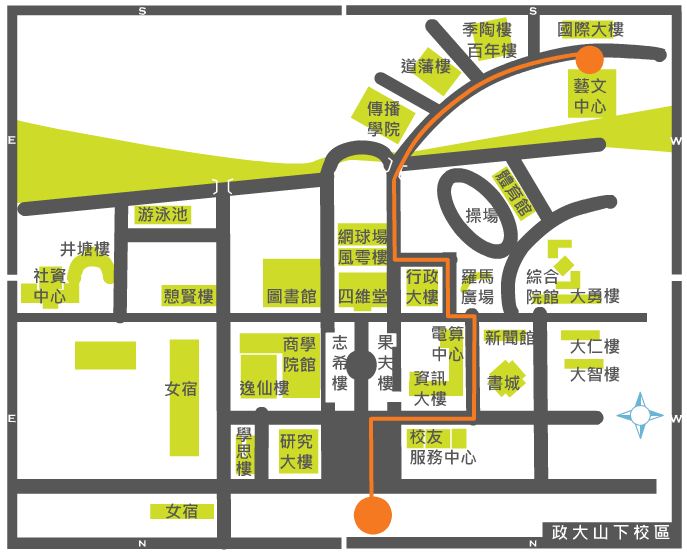 S
S
季陶樓
百年樓
國際大樓
道藩樓
藝文
中心
傳播
學院
E
W
體育館
游泳池
操場
網球場
風雩樓
井塘樓
社資
中心
憩賢樓
圖書館
四維堂
行政
大樓
羅馬
廣場
綜合
院館
大勇樓
商學
院館
志希樓
果夫樓
電算
中心
新聞館
大仁樓
大智樓
女宿
逸仙樓
資訊
大樓
書城
E
W
學思樓
研究
大樓
校友
服務中心
女宿
政大山下校區
N
N